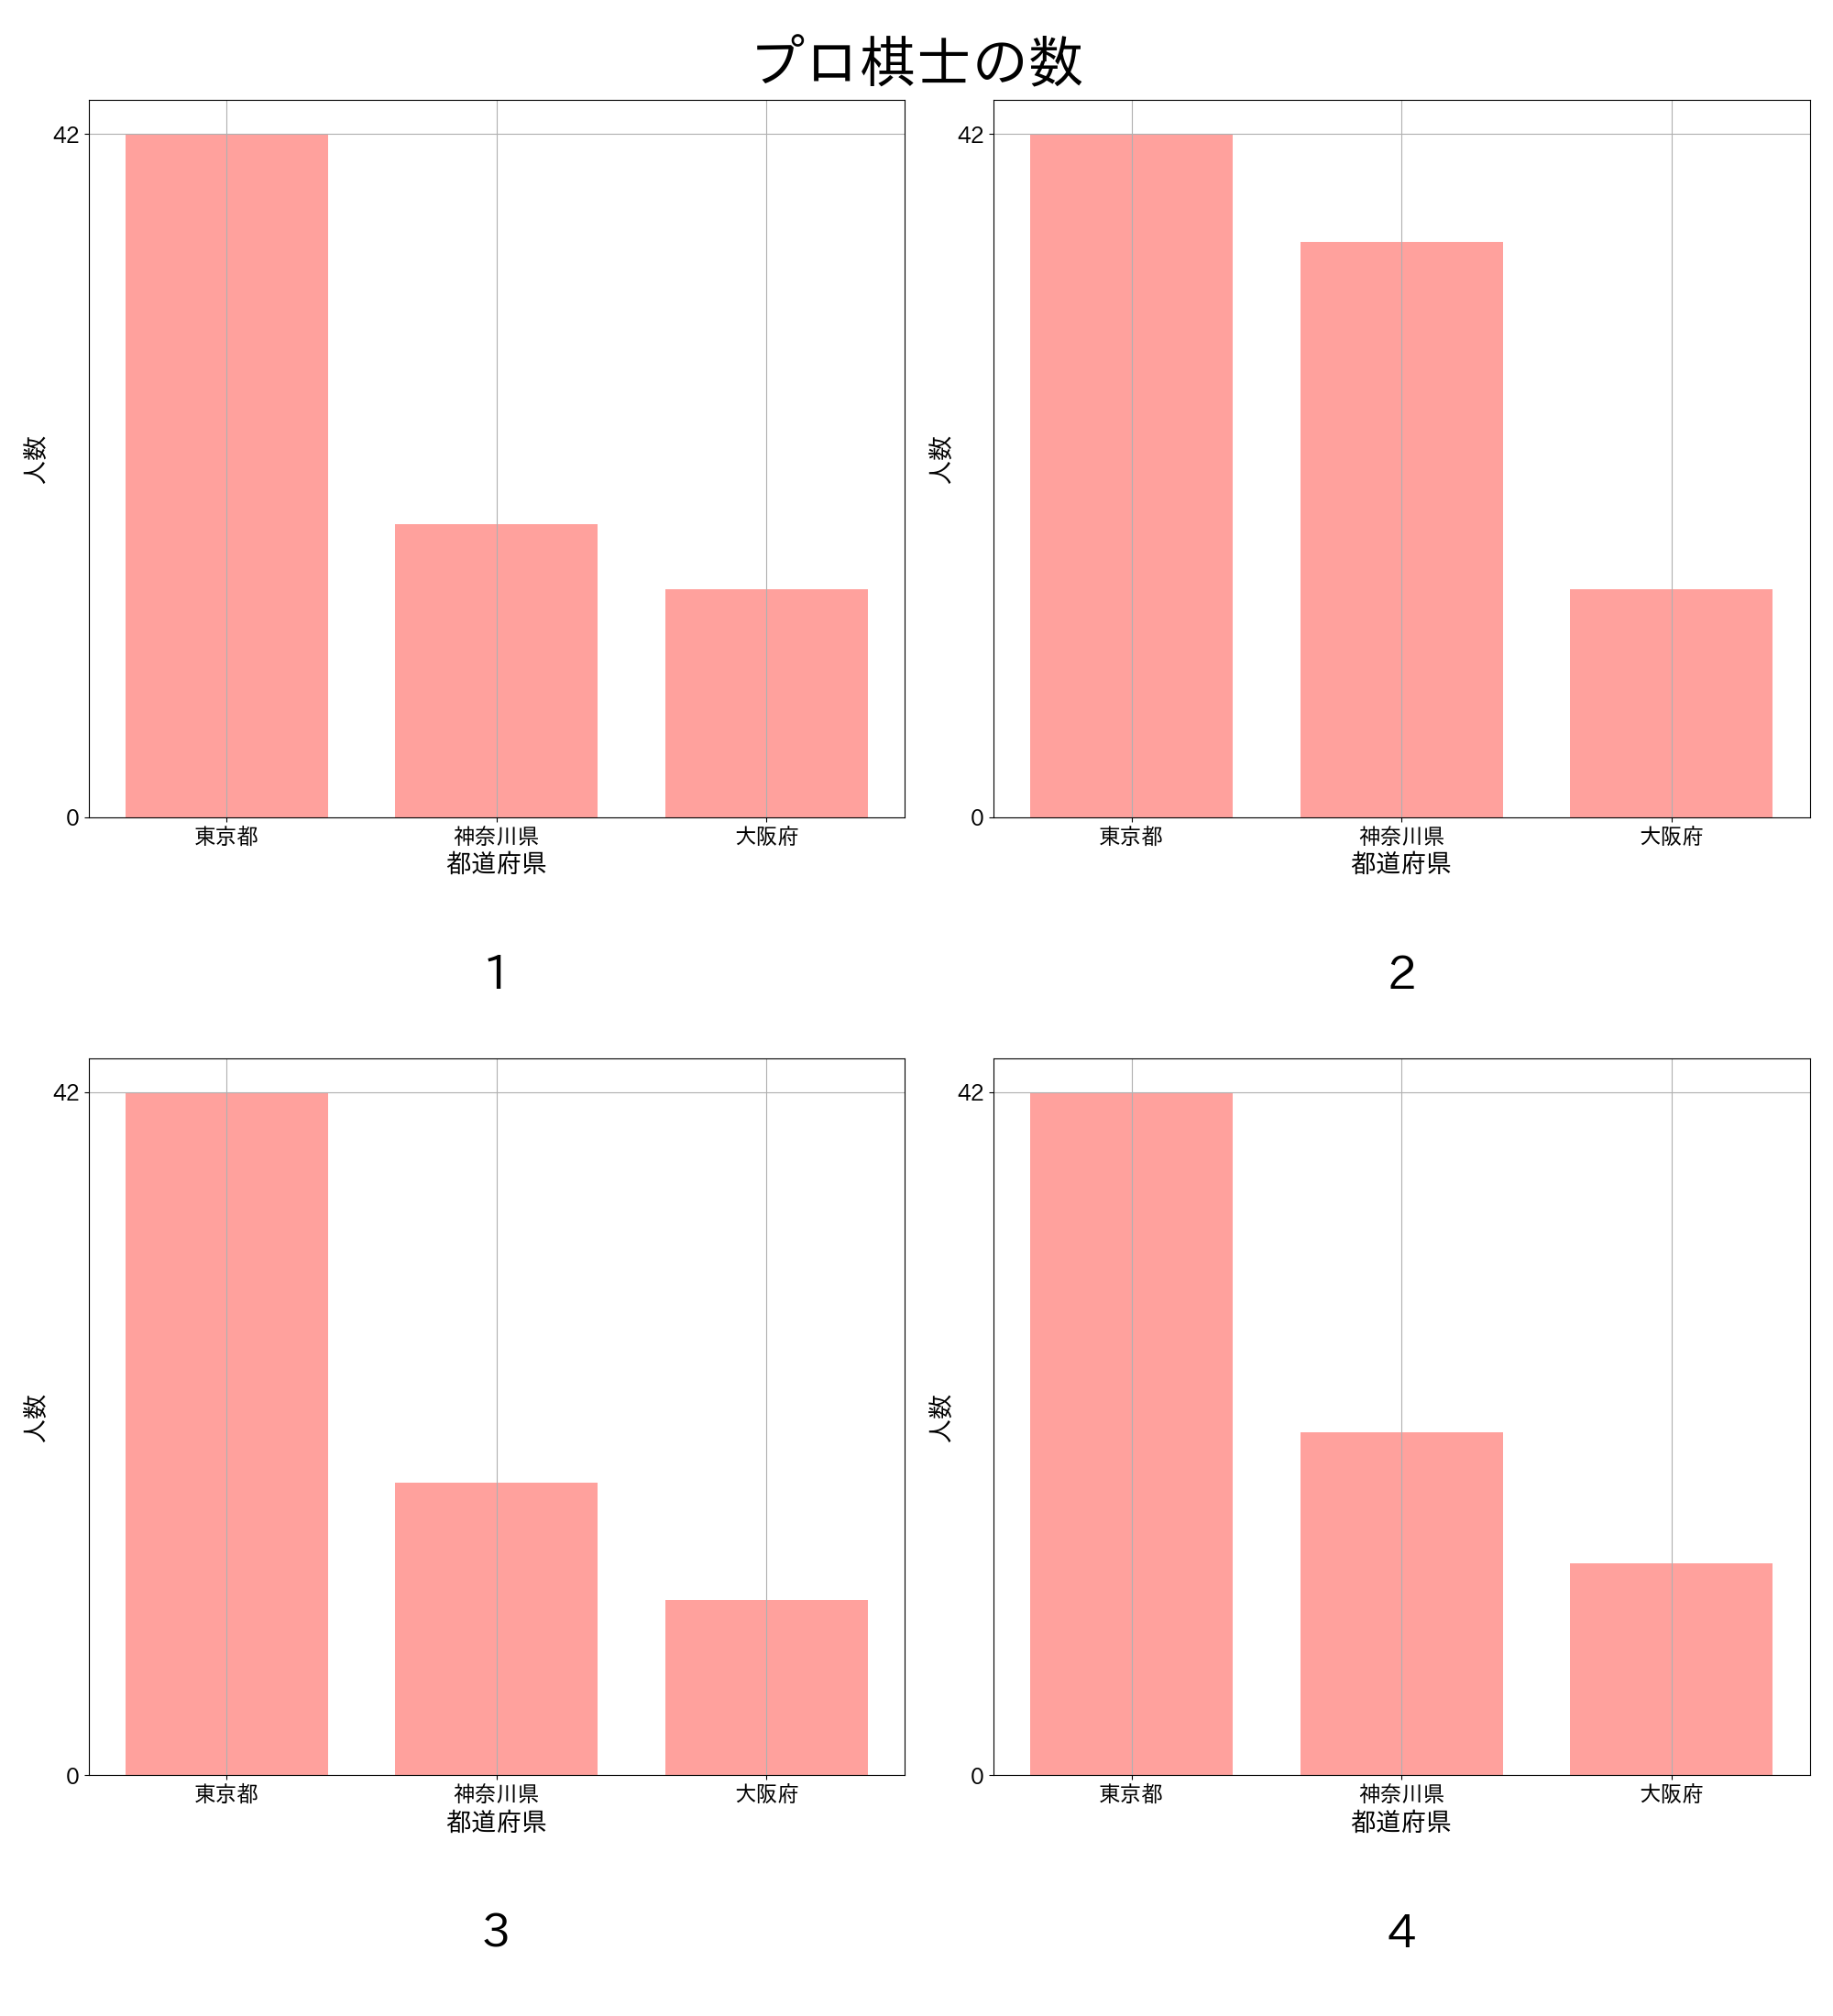 プロ棋士の数
42
0
人数
東京都 神奈川県 大阪府
都道府県
1
42
0
人数
東京都 神奈川県 大阪府
都道府県
2
42
0
人数
東京都 神奈川県 大阪府
都道府県
3
42
0
人数
東京都 神奈川県 大阪府
都道府県
4